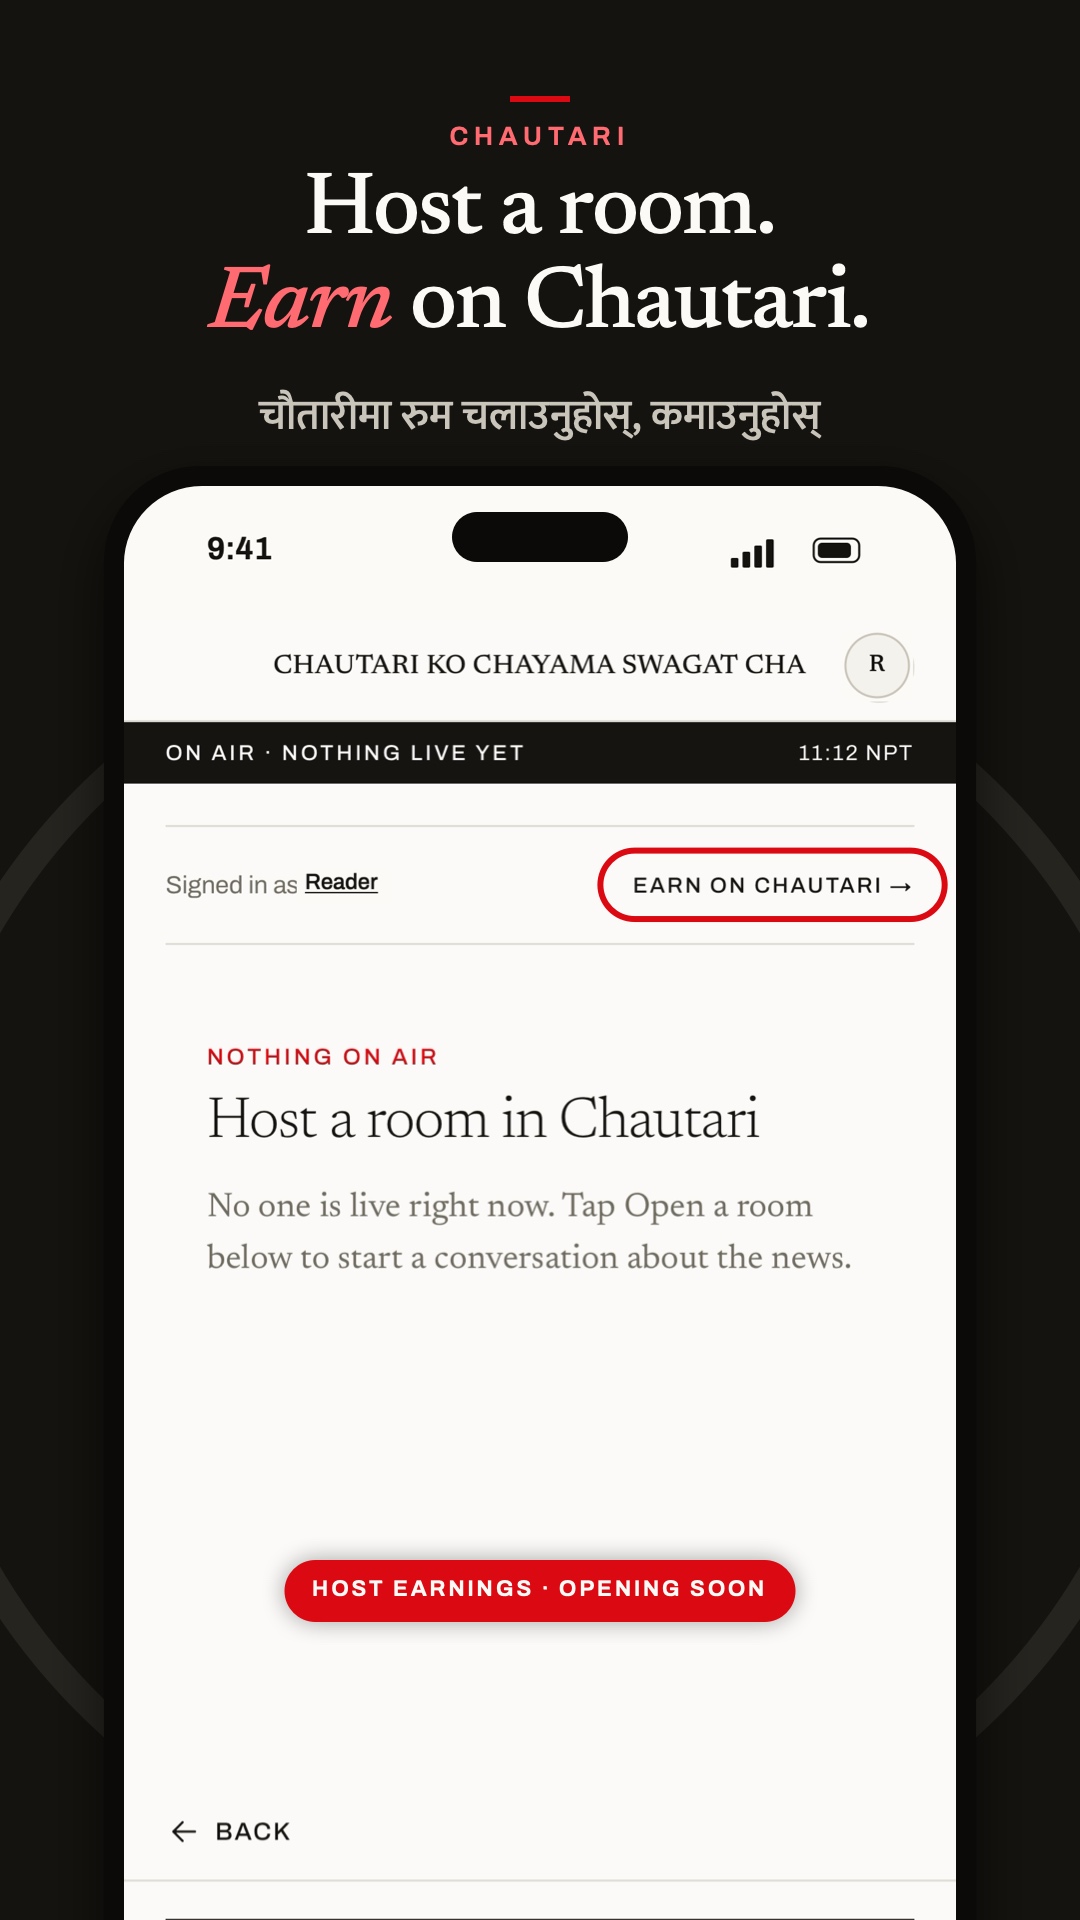 CHAUTARI
Host a room.
Earn on Chautari.
चौतारीमा रुम चलाउनुहोस्, कमाउनुहोस्
9:41
CHAUTARI KO CHAYAMA SWAGAT CHA
R
ON AIR · NOTHING LIVE YET
11:12 NPT
Signed in as Reader
EARN ON CHAUTARI →
NOTHING ON AIR
Host a room in Chautari
No one is live right now. Tap Open a room
below to start a conversation about the news.
HOST EARNINGS · OPENING SOON
← BACK